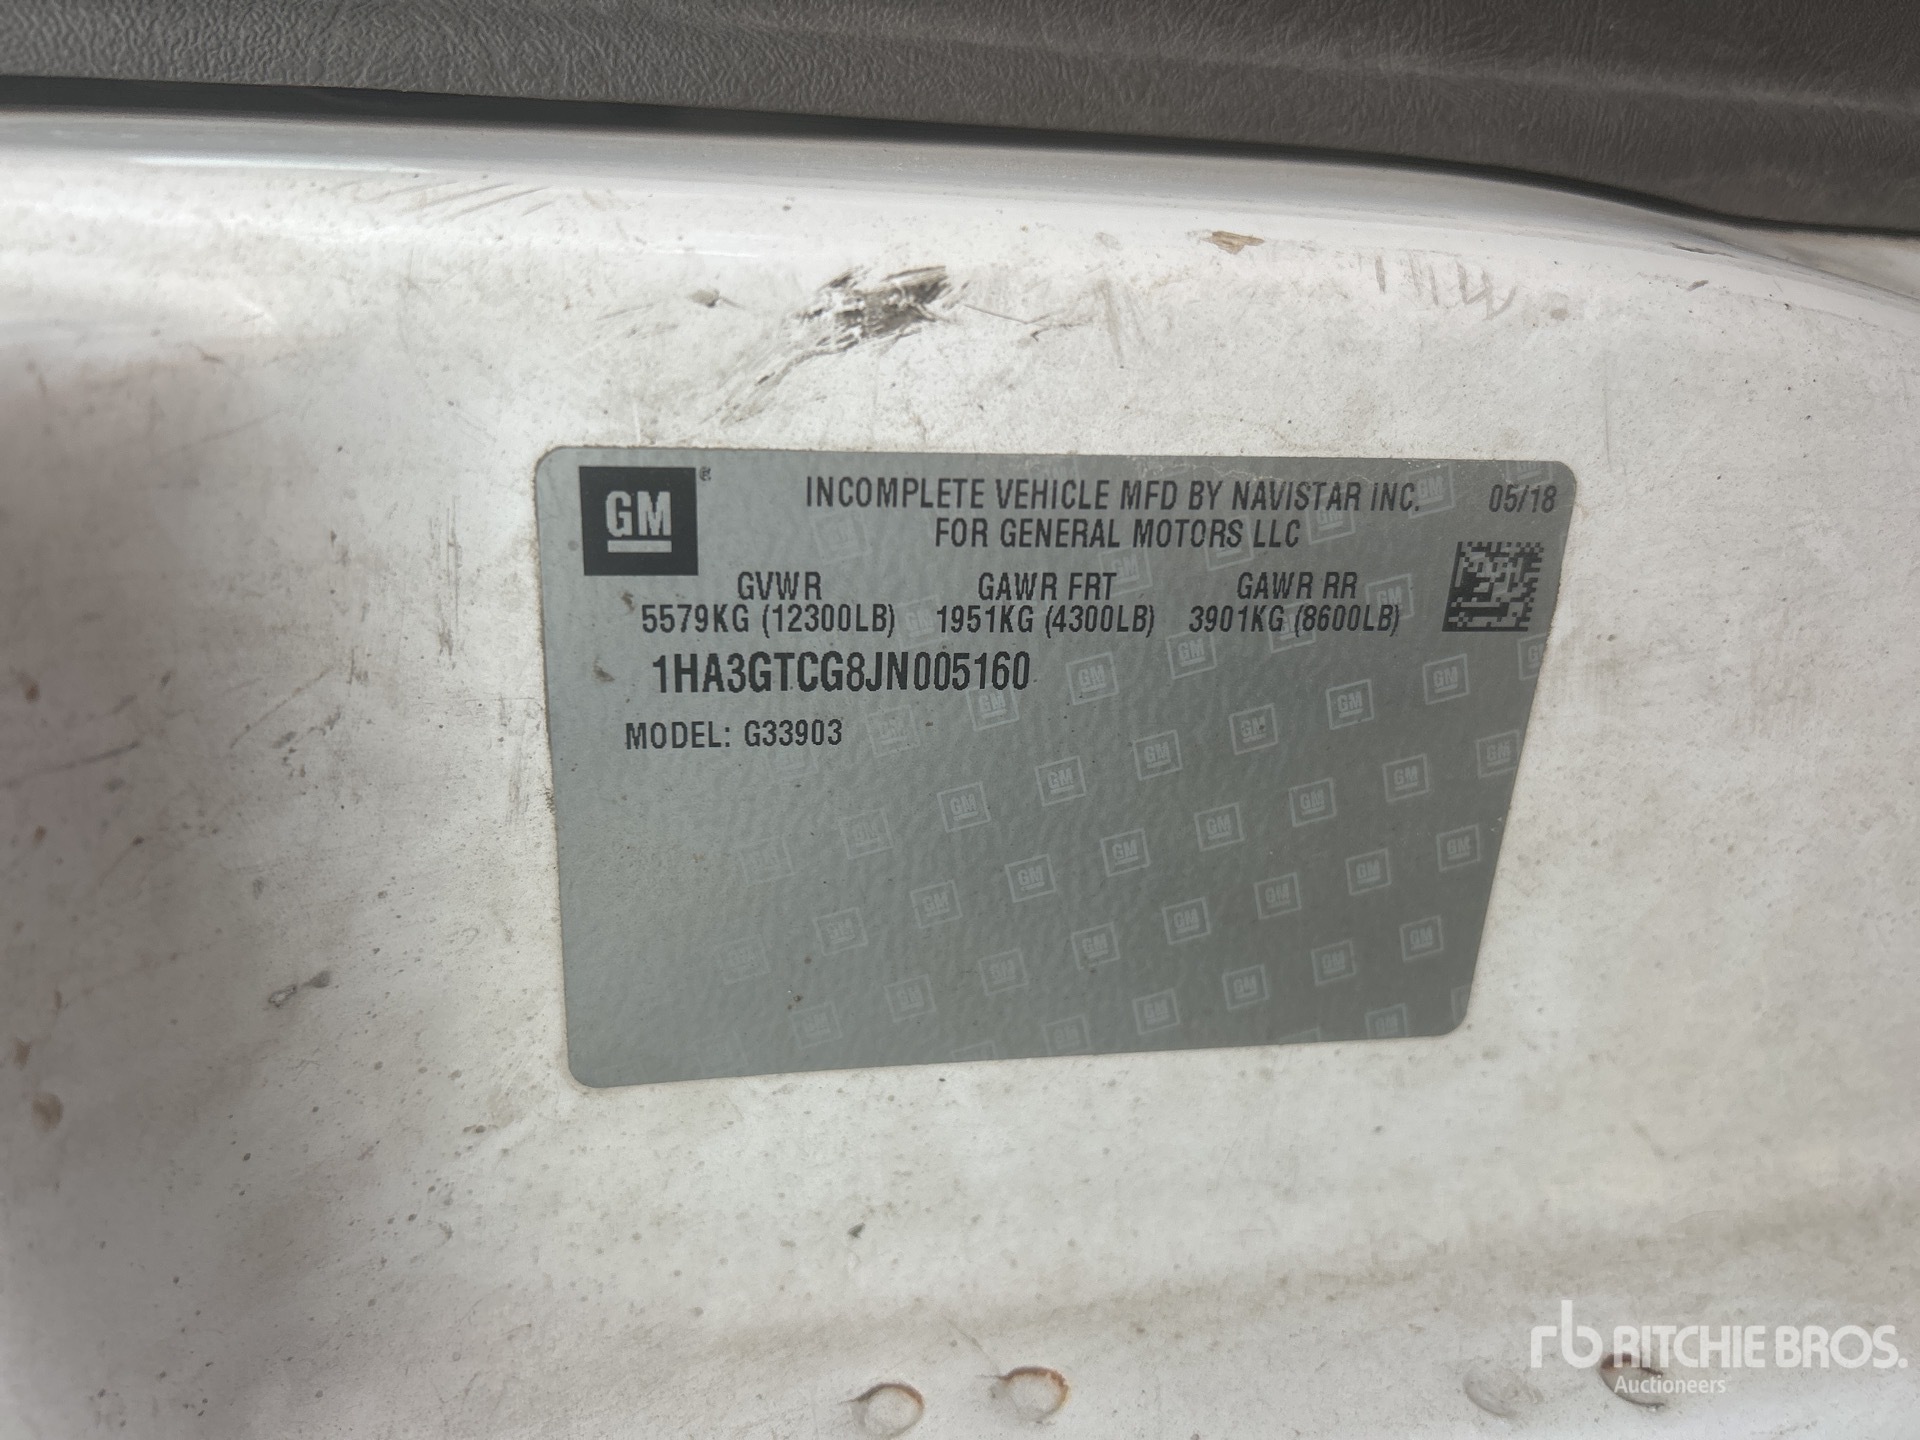 GM ®
INCOMPLETE VEHICLE MFD BY NAVISTAR INC. 05/18
FOR GENERAL MOTORS LLC
GVWR GAWR FRT GAWR RR
5579KG (12300LB) 1951KG (4300LB) 3901KG (8600LB)
1HA3GTCG8JN005160
MODEL: G33903
rb RITCHIE BROS.
Auctioneers